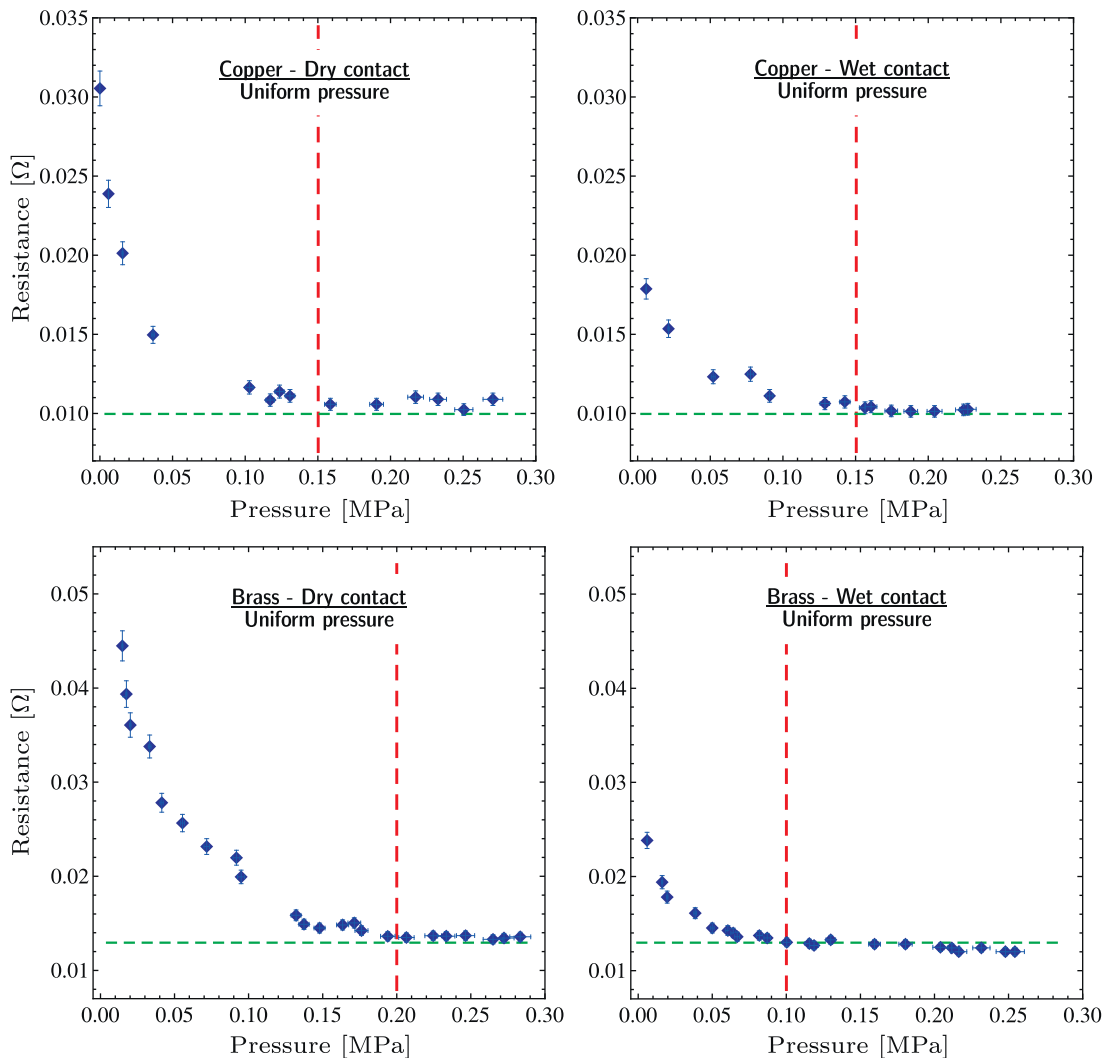 Copper - Dry contact
Uniform pressure
Resistance [Ω]
0.035
0.030
0.025
0.020
0.015
0.010
0.00 0.05 0.10 0.15 0.20 0.25 0.30
Pressure [MPa]
Copper - Wet contact
Uniform pressure
0.035
0.030
0.025
0.020
0.015
0.010
0.00 0.05 0.10 0.15 0.20 0.25 0.30
Pressure [MPa]
Brass - Dry contact
Uniform pressure
Resistance [Ω]
0.05
0.04
0.03
0.02
0.01
0.00 0.05 0.10 0.15 0.20 0.25 0.30
Pressure [MPa]
Brass - Wet contact
Uniform pressure
0.05
0.04
0.03
0.02
0.01
0.00 0.05 0.10 0.15 0.20 0.25 0.30
Pressure [MPa]